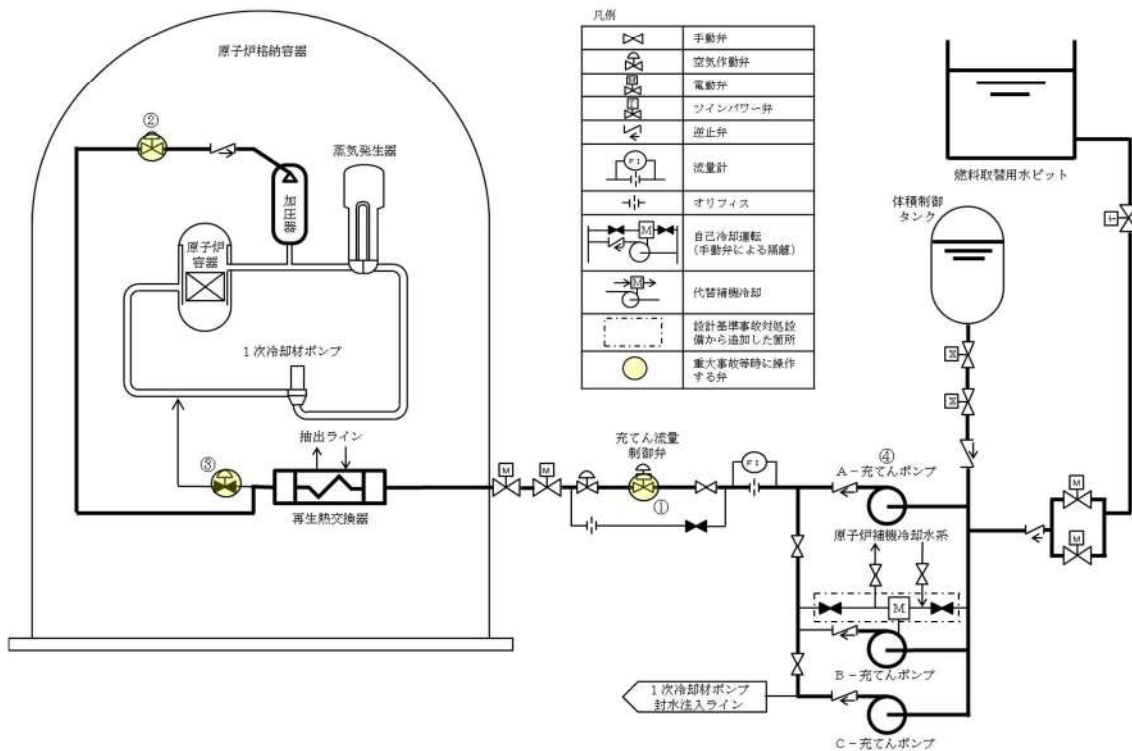 原子炉格納容器
②
蒸気発生器
加圧器
原子炉
容器
1次冷却材ポンプ
抽出ライン
③
再生熱交換器
凡例
手動弁
空気作動弁
M
電動弁
ツインパワー弁
逆止弁
FI
流量計
オリフィス
M
自己冷却運転
(手動弁による隔離)
M
代替補機冷却
設計基準事故対処設
備から追加した箇所
重大事故等時に操作
する弁
燃料取替用水ピット
体積制御
タンク
M
M
充てん流量
制御弁
①
M
M
FI
④
A-充てんポンプ
原子炉補機冷却水系
M
B-充てんポンプ
C-充てんポンプ
1次冷却材ポンプ
封水注入ライン
M
M